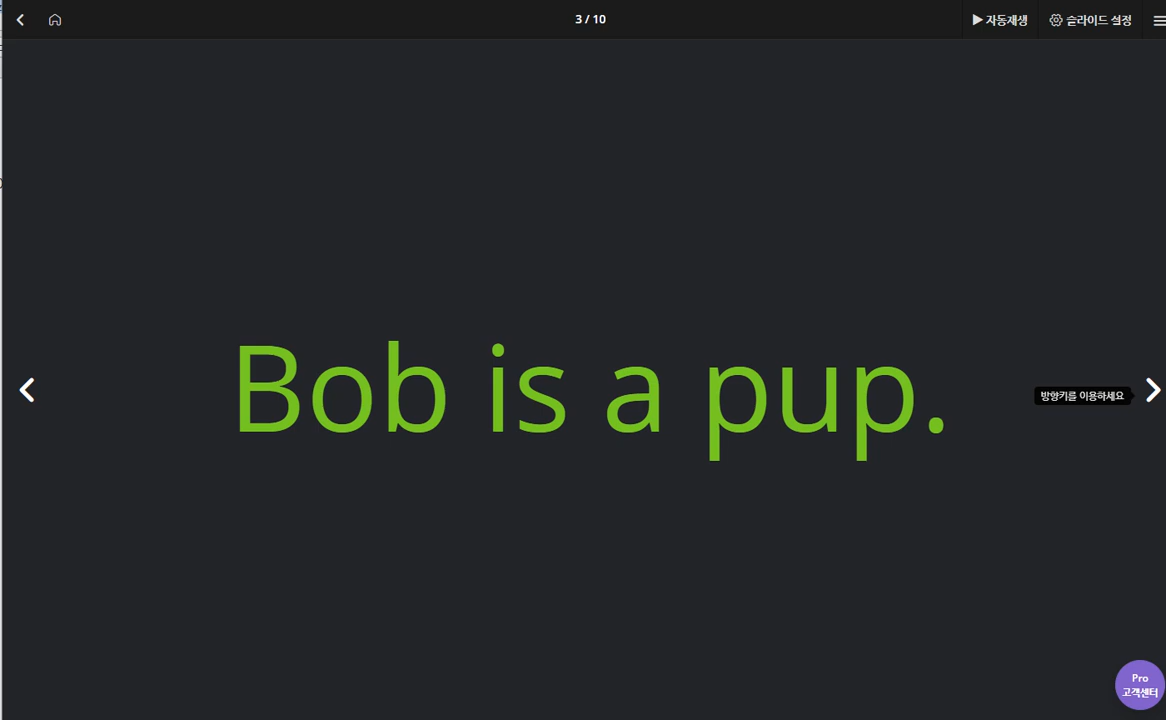 3 / 10
▶ 자동재생
슬라이드 설정
Bob is a pup.
방향키를 이용하세요
Pro
고객센터